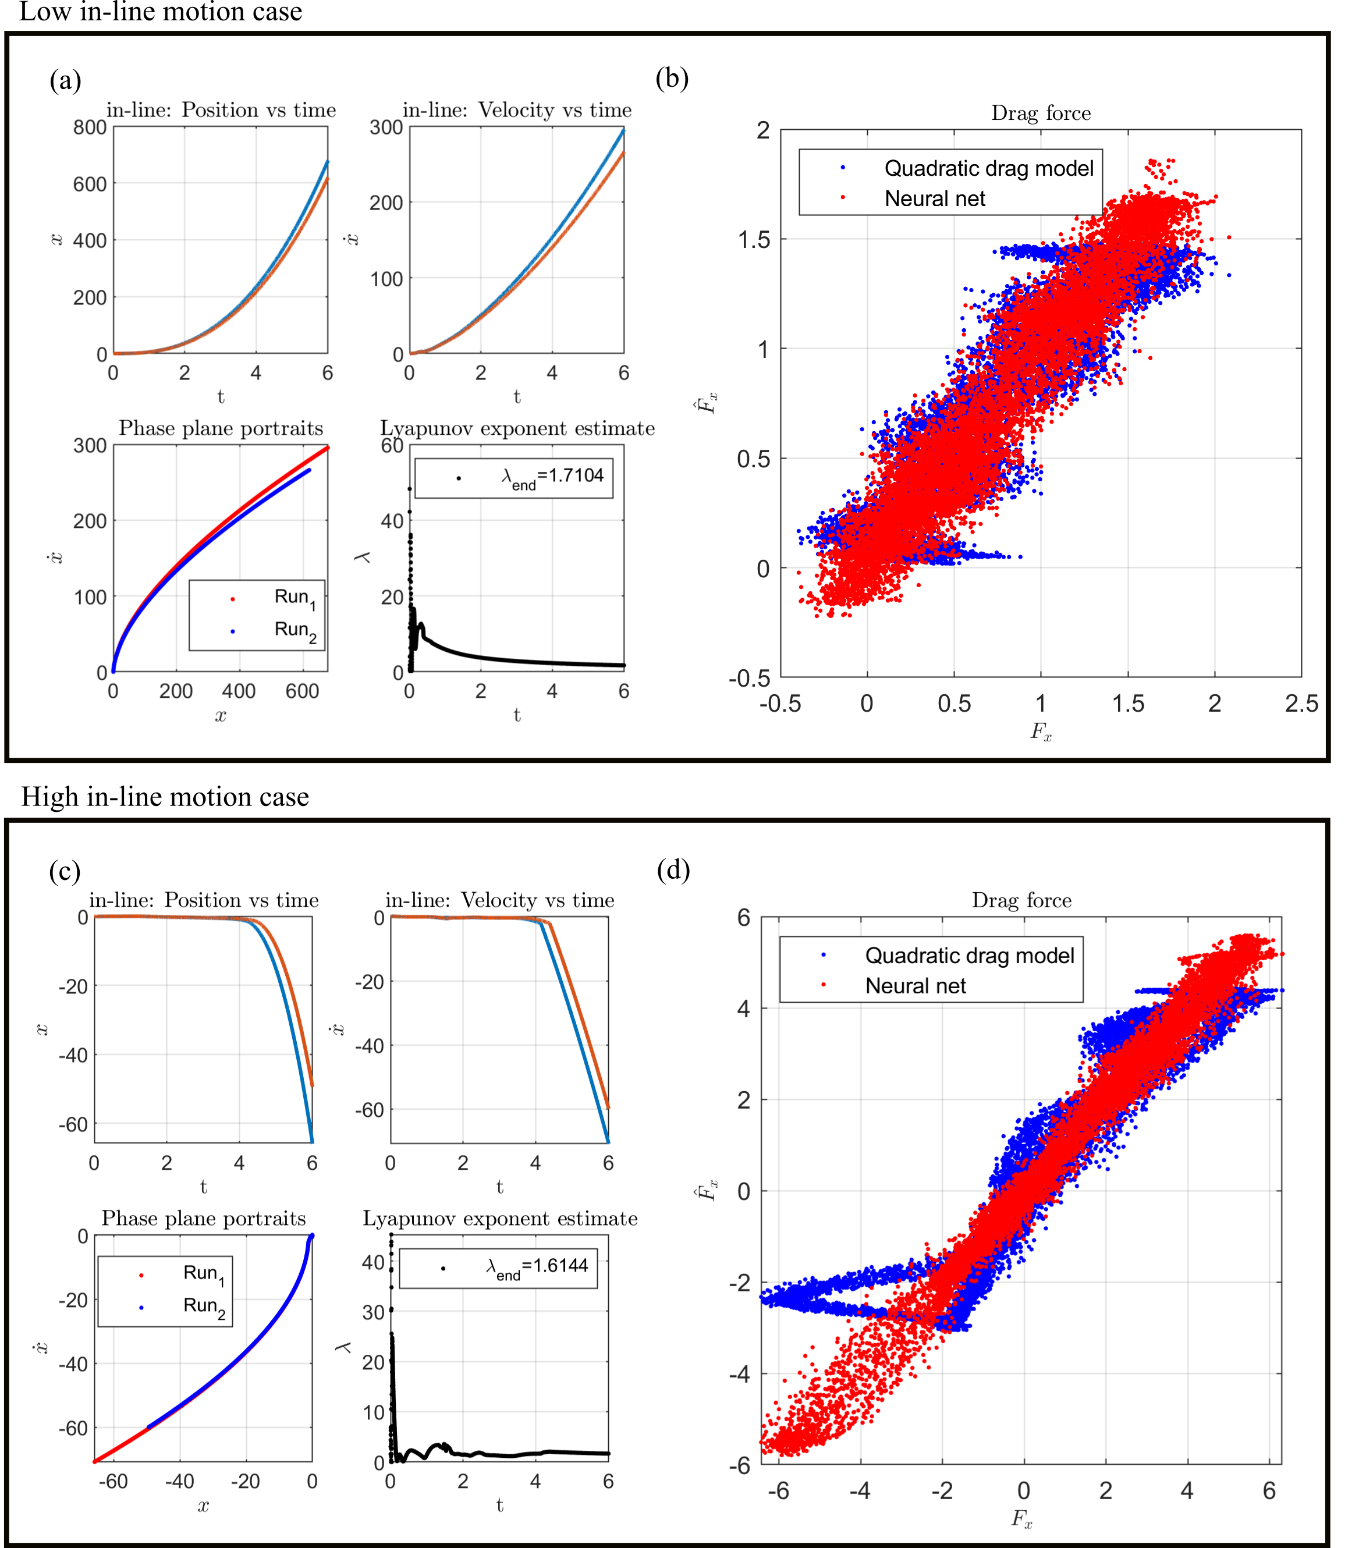 Low in-line motion case
(a)
in-line: Position vs time
800
600
400
200
0
0 2 4 6
x
t
in-line: Velocity vs time
300
200
100
0
0 2 4 6
ẋ
t
Phase plane portraits
300
200
100
0
0 200 400 600
ẋ
x
Run1
Run2
Lyapunov exponent estimate
60
40
20
0
0 2 4 6
λ
t
λend=1.7104
(b)
Drag force
2
1.5
1
0.5
0
-0.5
-0.5 0 0.5 1 1.5 2 2.5
F̂x
Fx
Quadratic drag model
Neural net
High in-line motion case
(c)
in-line: Position vs time
0
-20
-40
-60
0 2 4 6
x
t
in-line: Velocity vs time
0
-20
-40
-60
0 2 4 6
ẋ
t
Phase plane portraits
0
-20
-40
-60
-60 -40 -20 0
ẋ
x
Run1
Run2
Lyapunov exponent estimate
40
30
20
10
0
0 2 4 6
λ
t
λend=1.6144
(d)
Drag force
6
4
2
0
-2
-4
-6
-6 -4 -2 0 2 4 6
F̂x
Fx
Quadratic drag model
Neural net